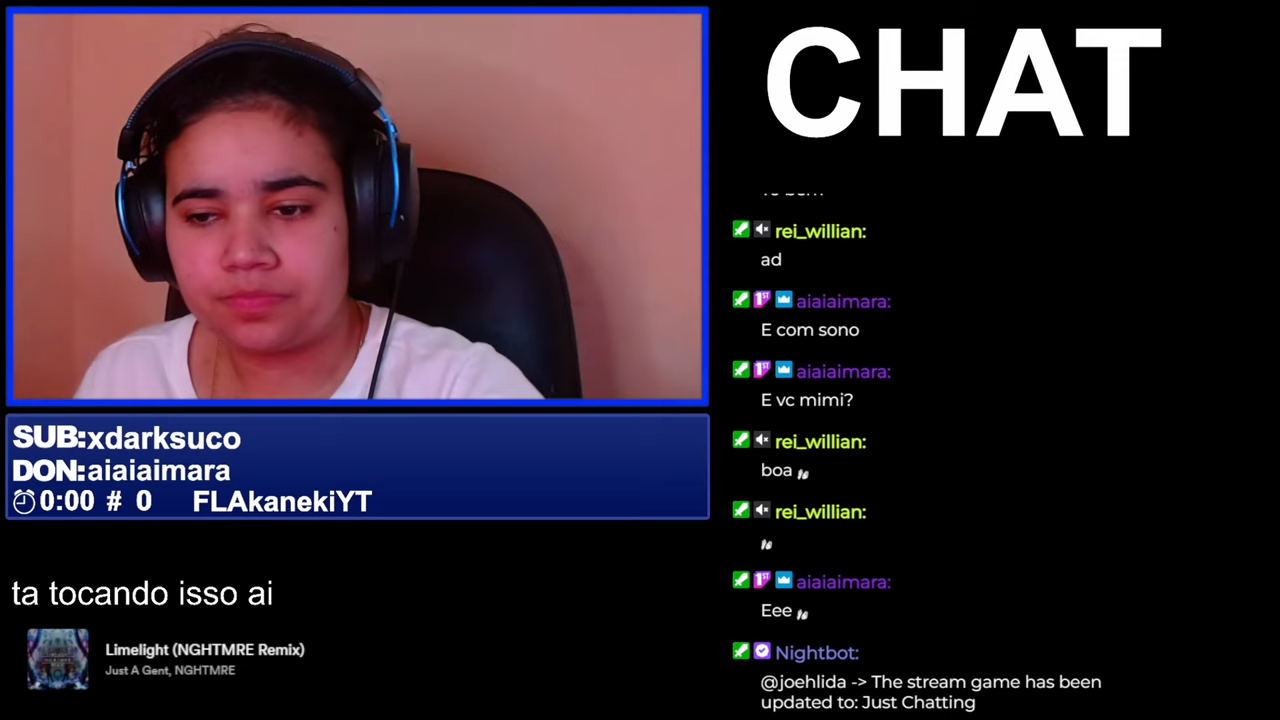 CHAT
rei_willian:
ad
aiaiaimara:
E com sono
aiaiaimara:
E vc mimi?
rei_willian:
boa
rei_willian:
aiaiaimara:
Eee
Nightbot:
@joehlida -> The stream game has been
updated to: Just Chatting
SUB:xdarksuco
DON:aiaiaimara
0:00 # 0 FLAkanekiYT
ta tocando isso ai
Limelight (NGHTMRE Remix)
Just A Gent, NGHTMRE